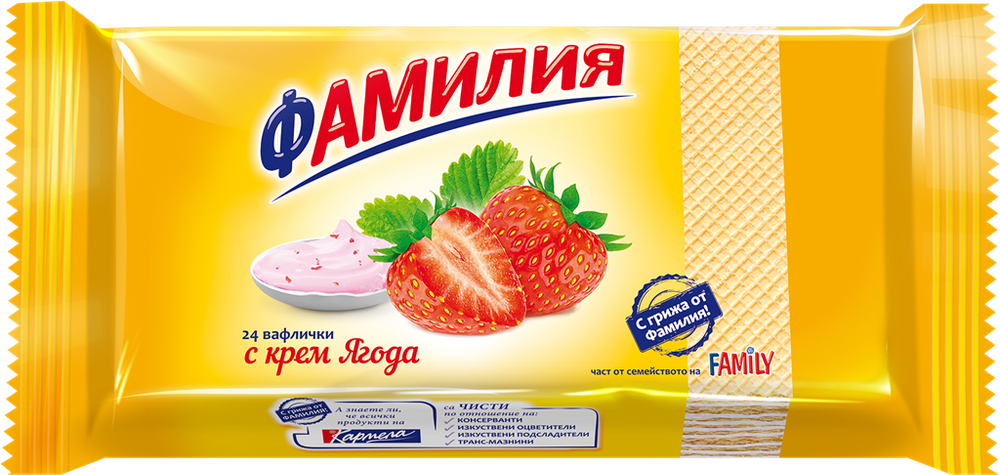 ФАМИЛИЯ
24 вафлички
с крем Ягода
С грижа от
Фамилия!
част от семейството на FAMiLY
С грижа от
ФАМИЛИЯ!
А знаете ли,
че всички
продукти на
Кармела
са ЧИСТИ
по отношение на:
КОНСЕРВАНТИ
ИЗКУСТВЕНИ ОЦВЕТИТЕЛИ
ИЗКУСТВЕНИ ПОДСЛАДИТЕЛИ
ТРАНС-МАЗНИНИ